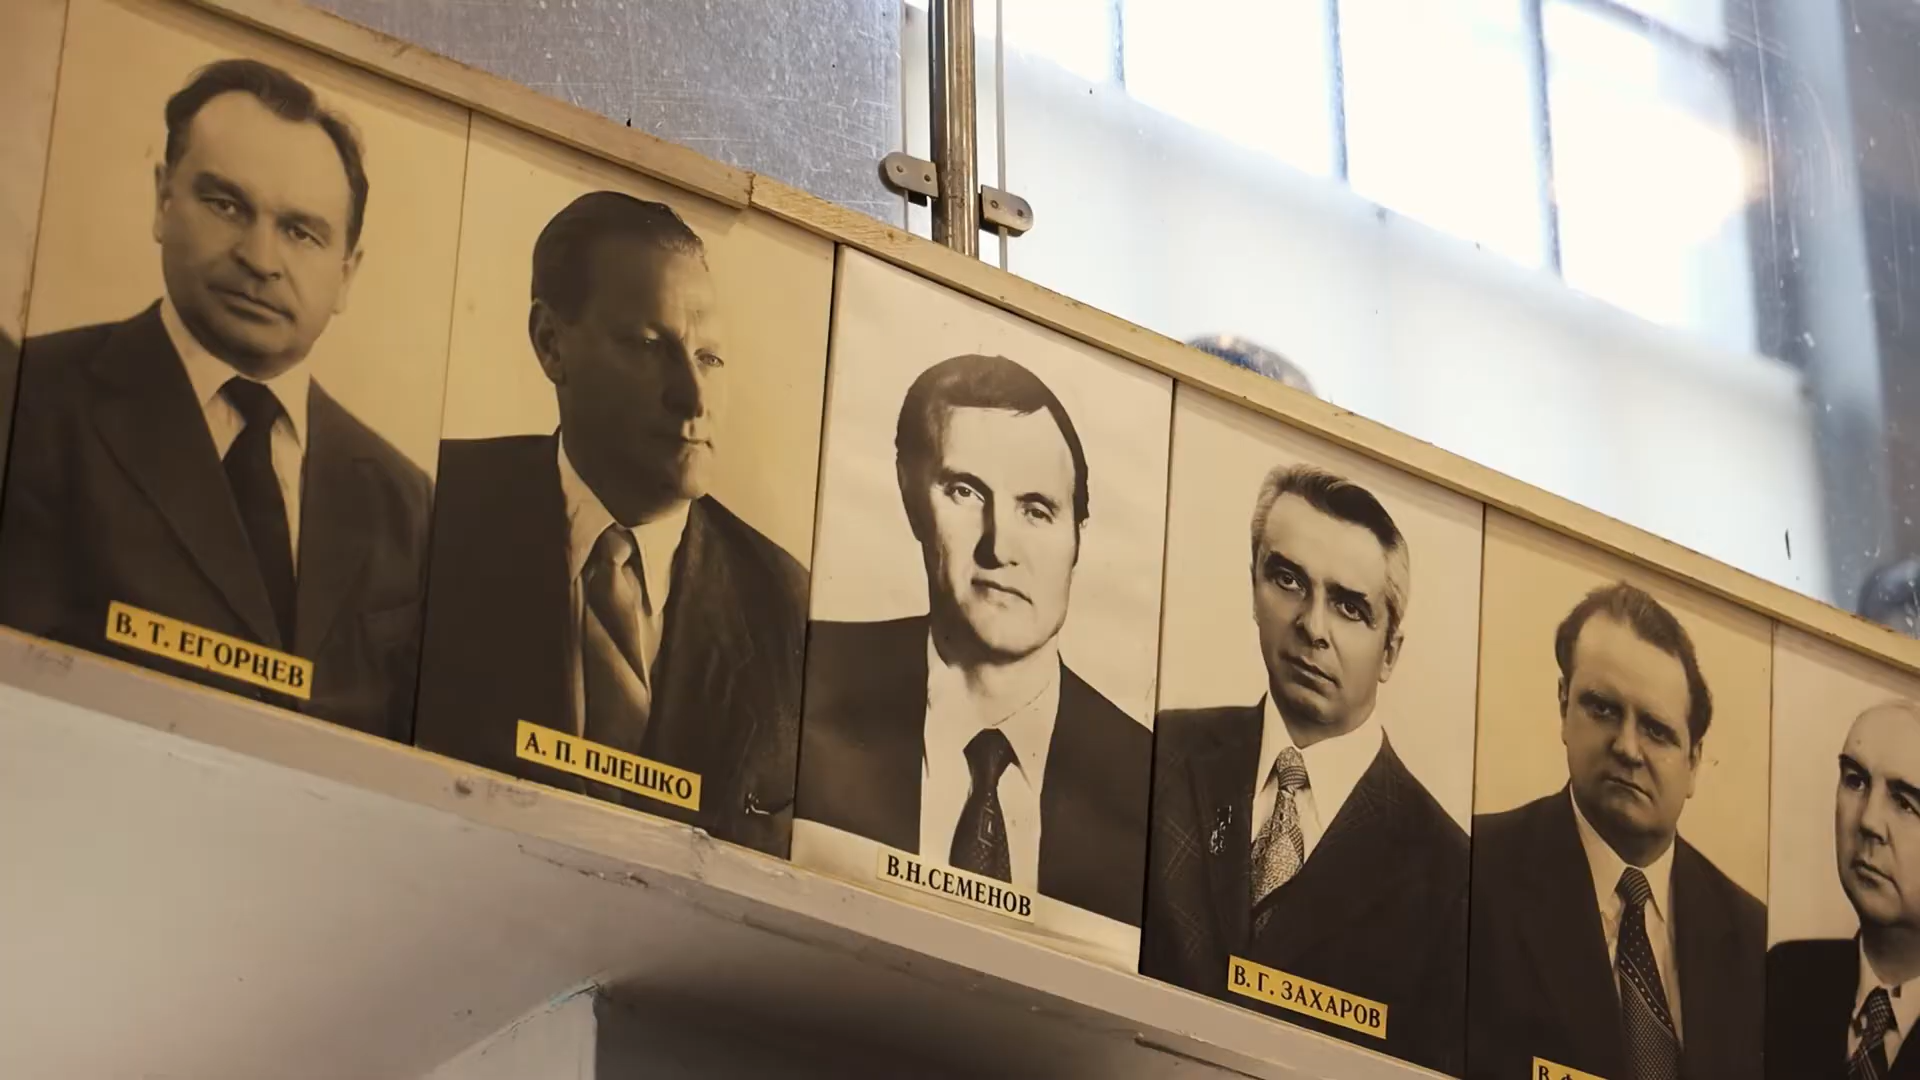 В. Т. ЕГОРЦЕВ
А. П. ПЛЕШКО
В.Н.СЕМЕНОВ
В. Г. ЗАХАРОВ